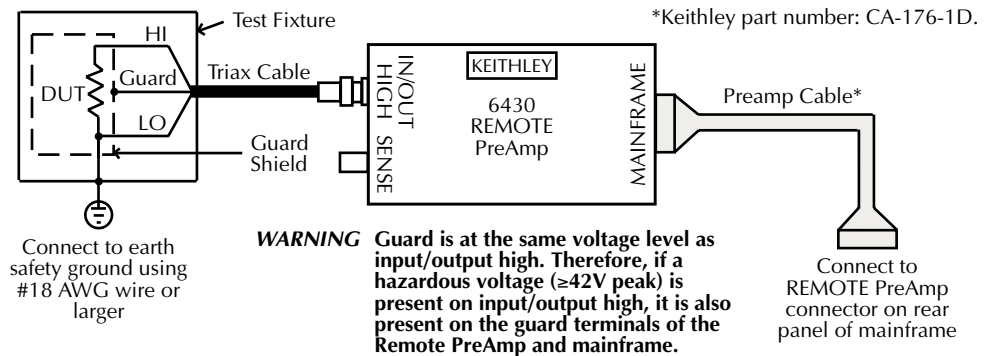 *Keithley part number: CA-176-1D.
Test Fixture
HI
Guard
Triax Cable
DUT
LO
Guard
Shield
IN/OUT
HIGH
SENSE
KEITHLEY
6430
REMOTE
PreAmp
MAINFRAME
Preamp Cable*
Connect to earth
safety ground using
#18 AWG wire or
larger
WARNING Guard is at the same voltage level as
input/output high. Therefore, if a
hazardous voltage (≥42V peak) is
present on input/output high, it is also
present on the guard terminals of the
Remote PreAmp and mainframe.
Connect to
REMOTE PreAmp
connector on rear
panel of mainframe